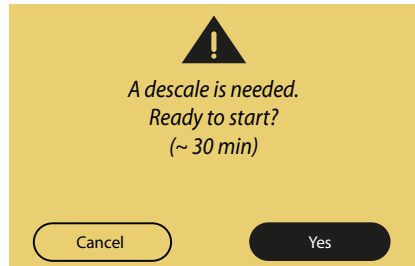 A descale is needed.
Ready to start?
(~ 30 min)
Cancel Yes